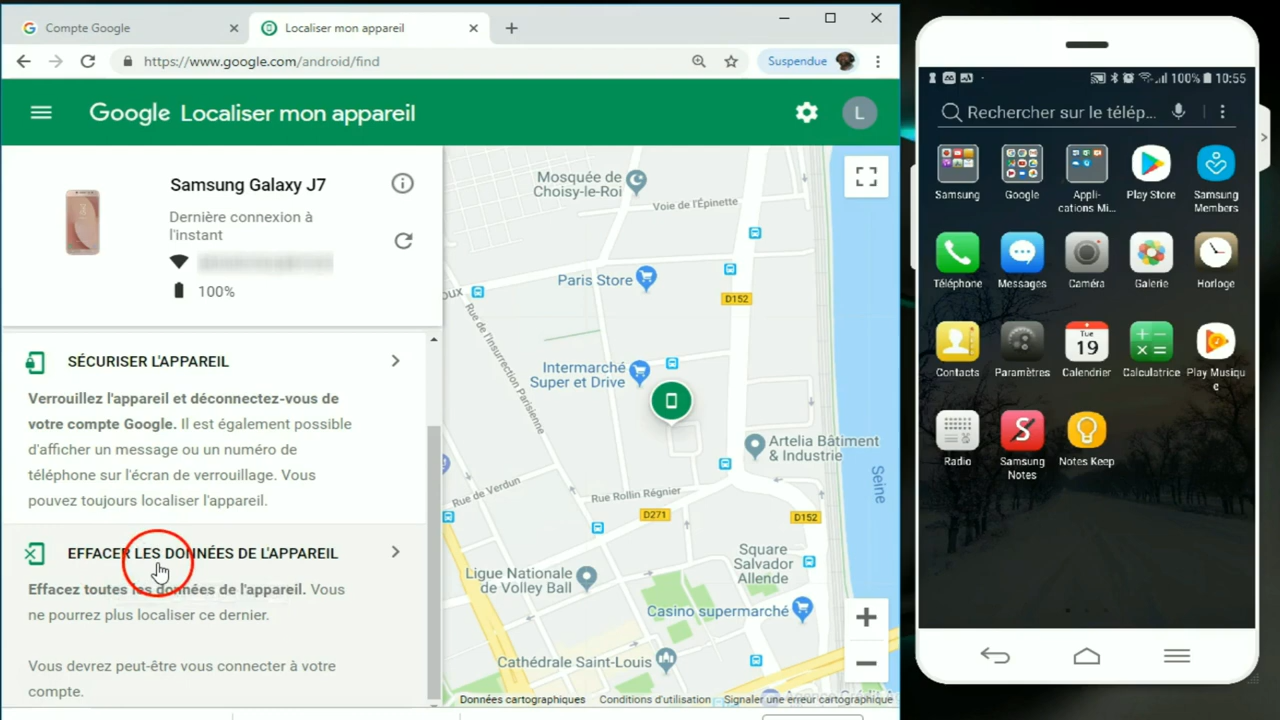 Compte Google
Localiser mon appareil
https://www.google.com/android/find
Suspendue
Google Localiser mon appareil
L
Samsung Galaxy J7
Dernière connexion à
l'instant
100%
SÉCURISER L'APPAREIL
Verrouillez l'appareil et déconnectez-vous de
votre compte Google. Il est également possible
d'afficher un message ou un numéro de
téléphone sur l'écran de verrouillage. Vous
pouvez toujours localiser l'appareil.
EFFACER LES DONNÉES DE L'APPAREIL
Effacez toutes les données de l'appareil. Vous
ne pourrez plus localiser ce dernier.
Vous devrez peut-être vous connecter à votre
compte.
Mosquée de
Choisy-le-Roi
Voie de l'Épinette
Paris Store
D152
Rue de l'Insurrection Parisienne
Intermarché
Super et Drive
Artelia Bâtiment
& Industrie
Seine
Rue de Verdun
Rue Rollin Régnier
D271
D152
Square
Salvador
Allende
Ligue Nationale
de Volley Ball
Casino supermarché
Cathédrale Saint-Louis
Données cartographiques
Conditions d'utilisation
Signaler une erreur cartographique
100% 10:55
Rechercher sur le télép...
Samsung
Google
Appli-
cations Mi...
Play Store
Samsung
Members
Téléphone
Messages
Caméra
Galerie
Horloge
Tue
19
Contacts
Paramètres
Calendrier
Calculatrice
Play Musiqu
e
Radio
Samsung
Notes
Notes Keep